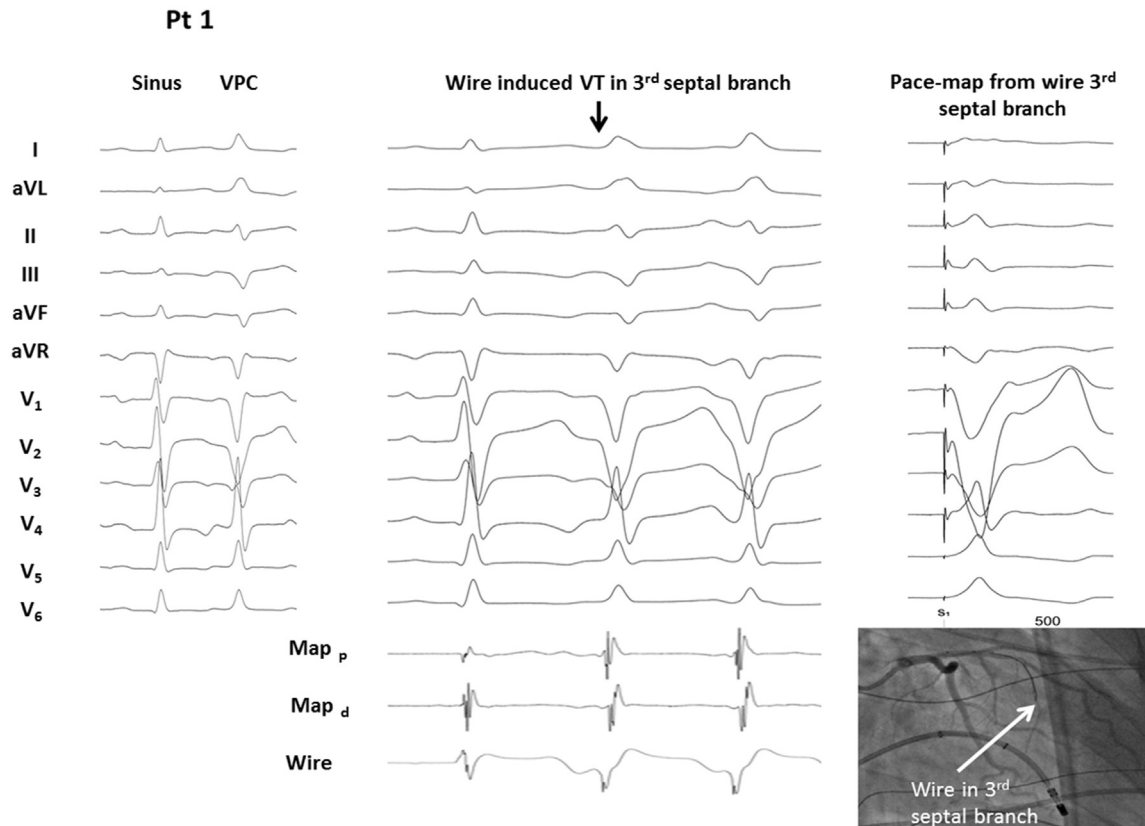 Pt 1
Sinus
VPC
Wire induced VT in 3rd septal branch
Pace-map from wire 3rd
septal branch
I
aVL
II
III
aVF
aVR
V1
V2
V3
V4
V5
V6
S1
500
Map p
Map d
Wire
Wire in 3rd
septal branch